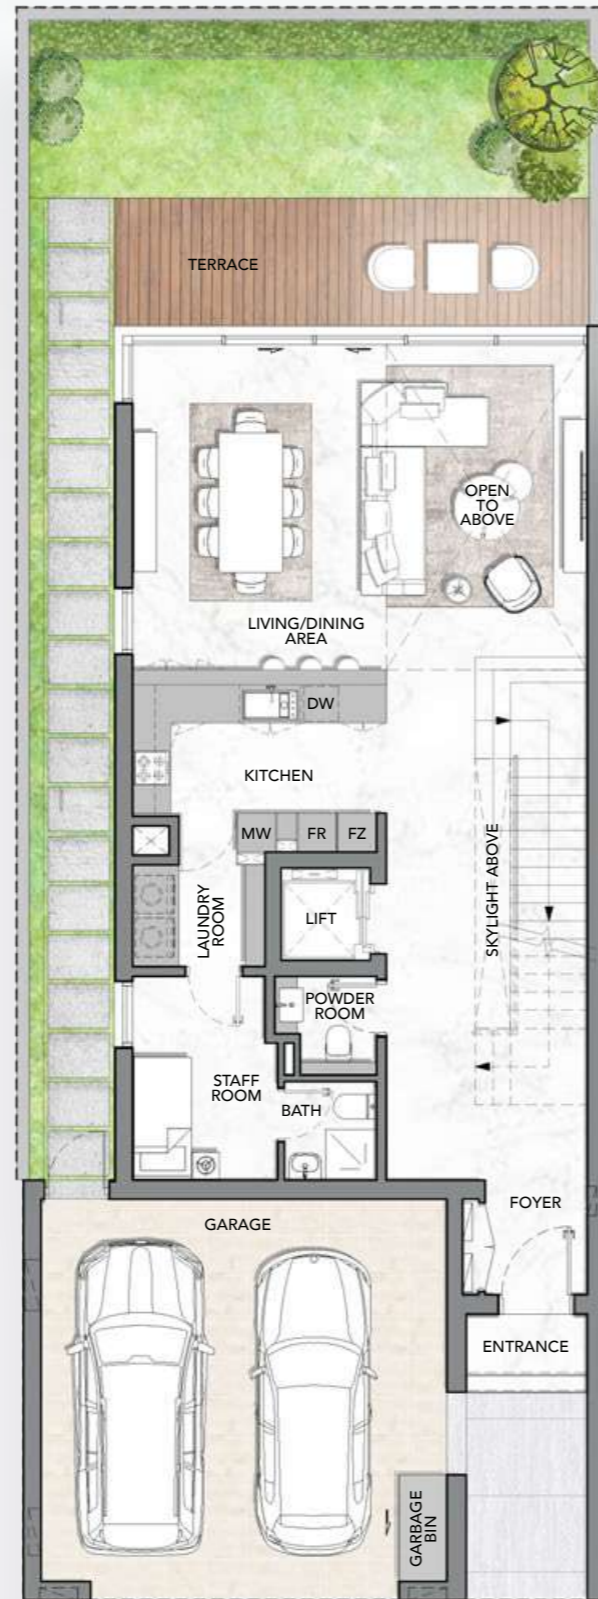 TERRACE
OPEN
TO
ABOVE
LIVING/DINING
AREA
DW
KITCHEN
MW
FR
FZ
SKYLIGHT ABOVE
LAUNDRY
ROOM
LIFT
POWDER
ROOM
STAFF
ROOM
BATH
FOYER
GARAGE
ENTRANCE
GARBAGE
BIN